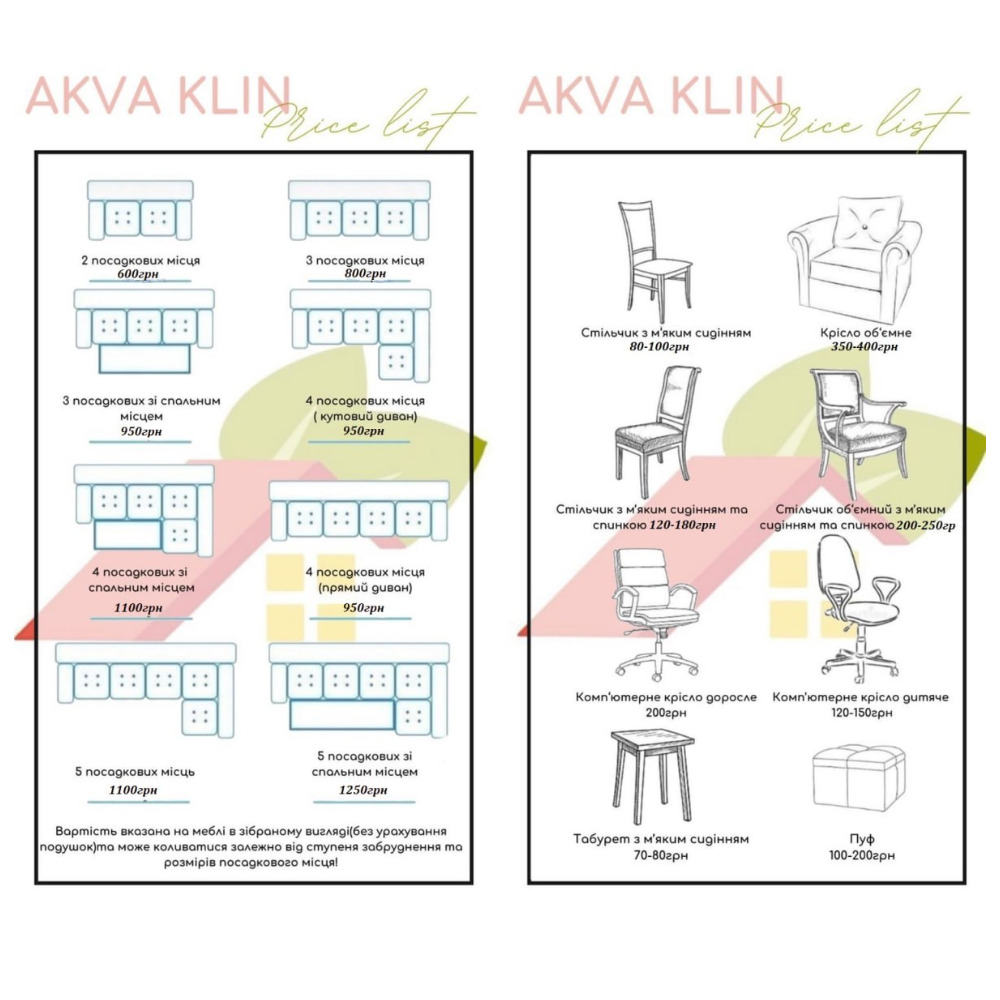 AKVA KLIN
Price list
2 посадкових місця
600грн
3 посадкових місця
800грн
3 посадкових зі спальним
місцем
950грн
4 посадкових місця
( кутовий диван)
950грн
4 посадкових зі
спальним місцем
1100грн
4 посадкових місця
(прямий диван)
950грн
5 посадкових місць
1100грн
5 посадкових зі
спальним місцем
1250грн
Вартість вказана на меблі в зібраному вигляді(без урахування
подушок)та може коливатися залежно від ступеня забруднення та
розмірів посадкового місця!
AKVA KLIN
Price list
Стільчик з м'яким сидінням
80-100грн
Крісло об'ємне
350-400грн
Стільчик з м'яким сидінням та
спинкою 120-180грн
Стільчик об'ємний з м'яким
сидінням та спинкою 200-250гр
Комп'ютерне крісло доросле
200грн
Комп'ютерне крісло дитяче
120-150грн
Табурет з м'яким сидінням
70-80грн
Пуф
100-200грн